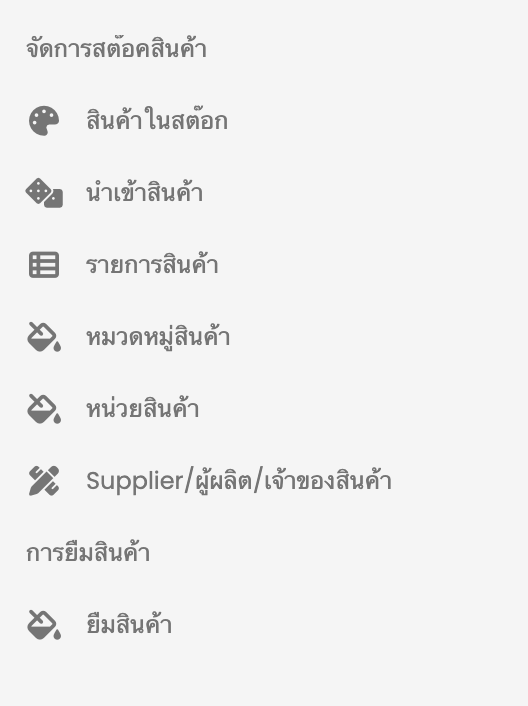 จัดการสต๊อคสินค้า
สินค้าในสต๊อก
นำเข้าสินค้า
รายการสินค้า
หมวดหมู่สินค้า
หน่วยสินค้า
Supplier/ผู้ผลิต/เจ้าของสินค้า
การยืมสินค้า
ยืมสินค้า